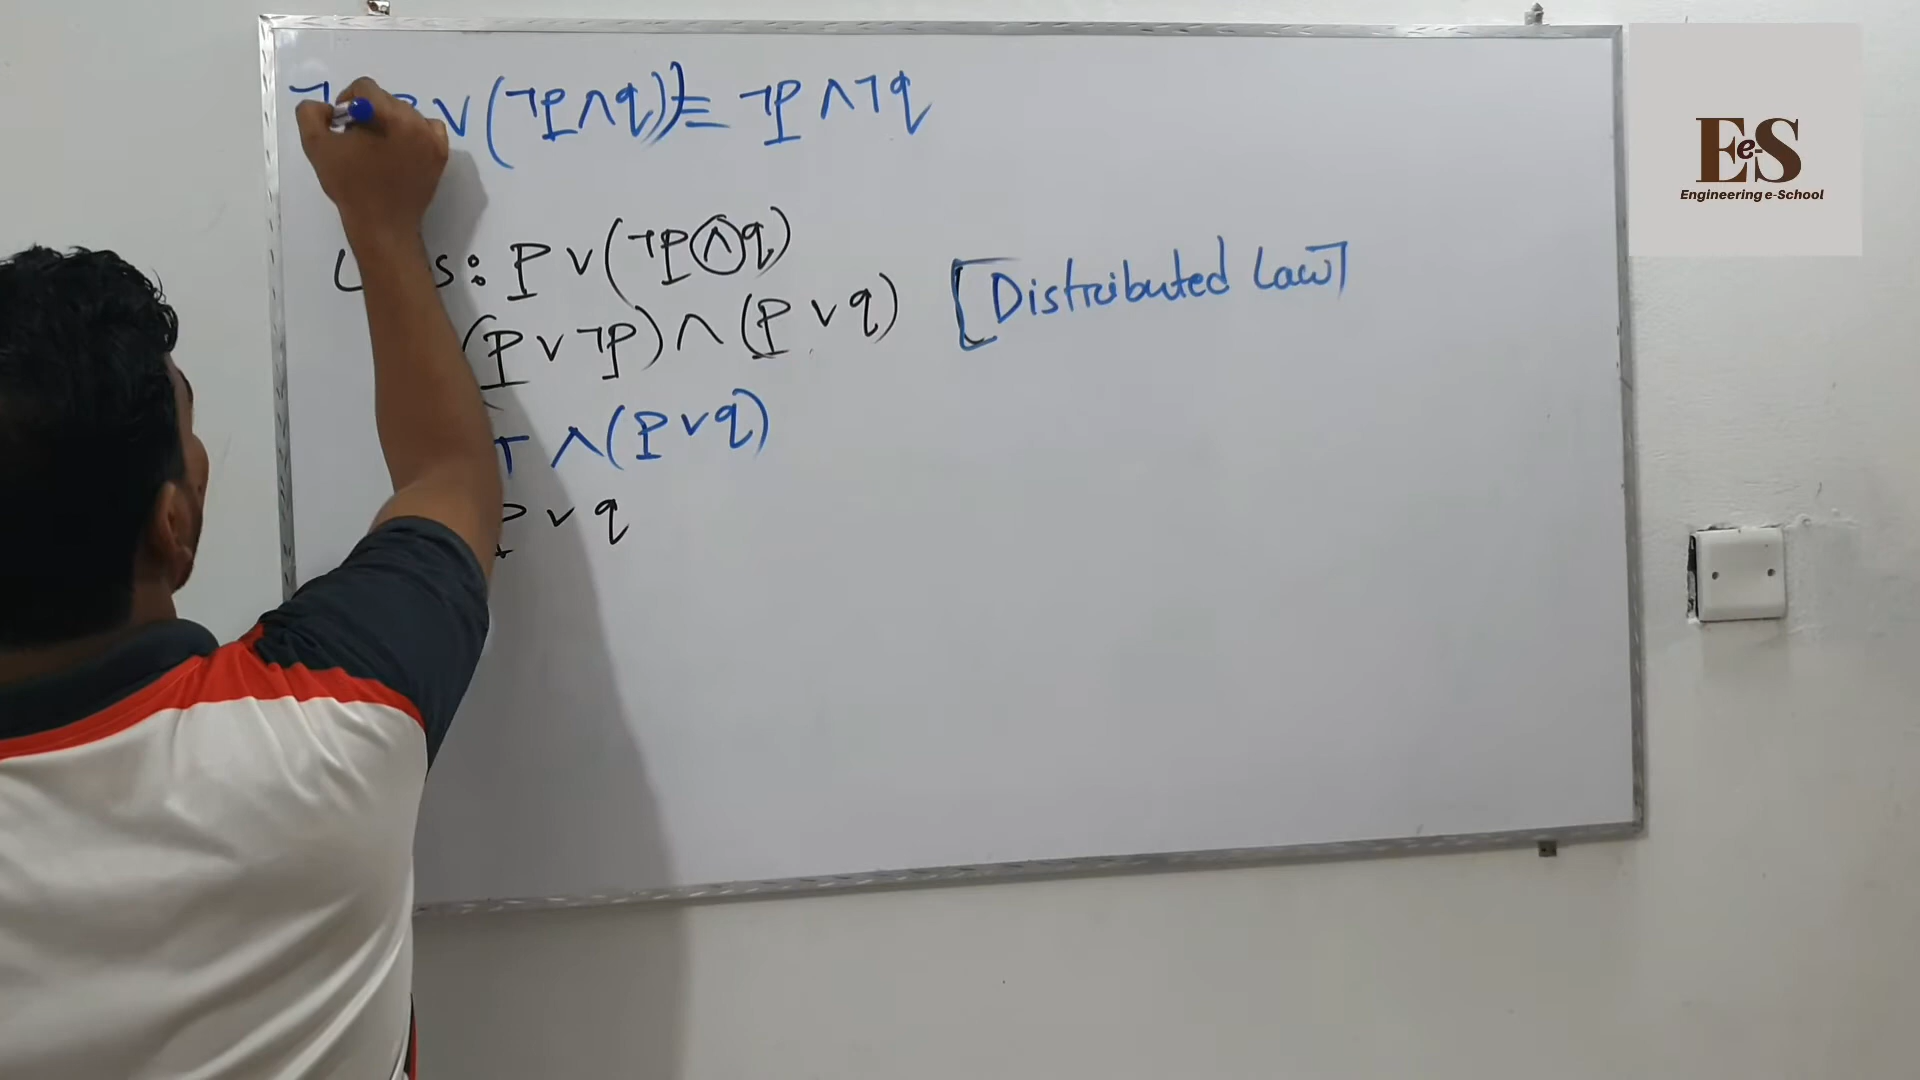 ¬ P ∨ (¬P ∧ q)] ≡ ¬P ∧ ¬q
s: P ∨ (¬P ∧ q)
(P ∨ ¬P) ∧ (P ∨ q) [Distributed Law]
T ∧ (P ∨ q)
P ∨ q
EeS
Engineering e-School